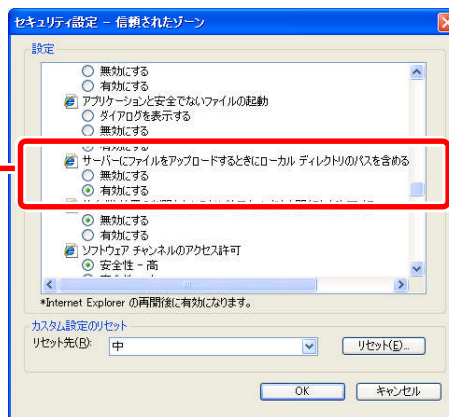 セキュリティ設定 - 信頼されたゾーン
設定
無効にする
有効にする
アプリケーションと安全でないファイルの起動
ダイアログを表示する
無効にする
有効にする
サーバーにファイルをアップロードするときにローカル ディレクトリのパスを含める
無効にする
有効にする
無効にする
有効にする
ソフトウェア チャンネルのアクセス許可
安全性 - 高
*Internet Explorer の再開後に有効になります。
カスタム設定のリセット
リセット先(R): 中 リセット(E)...
OK キャンセル